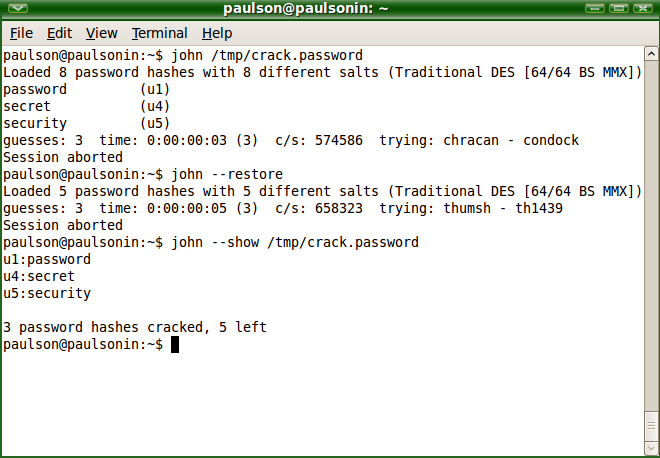 paulson@paulsonin: ~
File Edit View Terminal Help
paulson@paulsonin:~$ john /tmp/crack.password
Loaded 8 password hashes with 8 different salts (Traditional DES [64/64 BS MMX])
password         (u1)
secret           (u4)
security         (u5)
guesses: 3  time: 0:00:00:03 (3)  c/s: 574586  trying: chracan - condock
Session aborted
paulson@paulsonin:~$ john --restore
Loaded 5 password hashes with 5 different salts (Traditional DES [64/64 BS MMX])
guesses: 3  time: 0:00:00:05 (3)  c/s: 658323  trying: thumsh - th1439
Session aborted
paulson@paulsonin:~$ john --show /tmp/crack.password
u1:password
u4:secret
u5:security
3 password hashes cracked, 5 left
paulson@paulsonin:~$